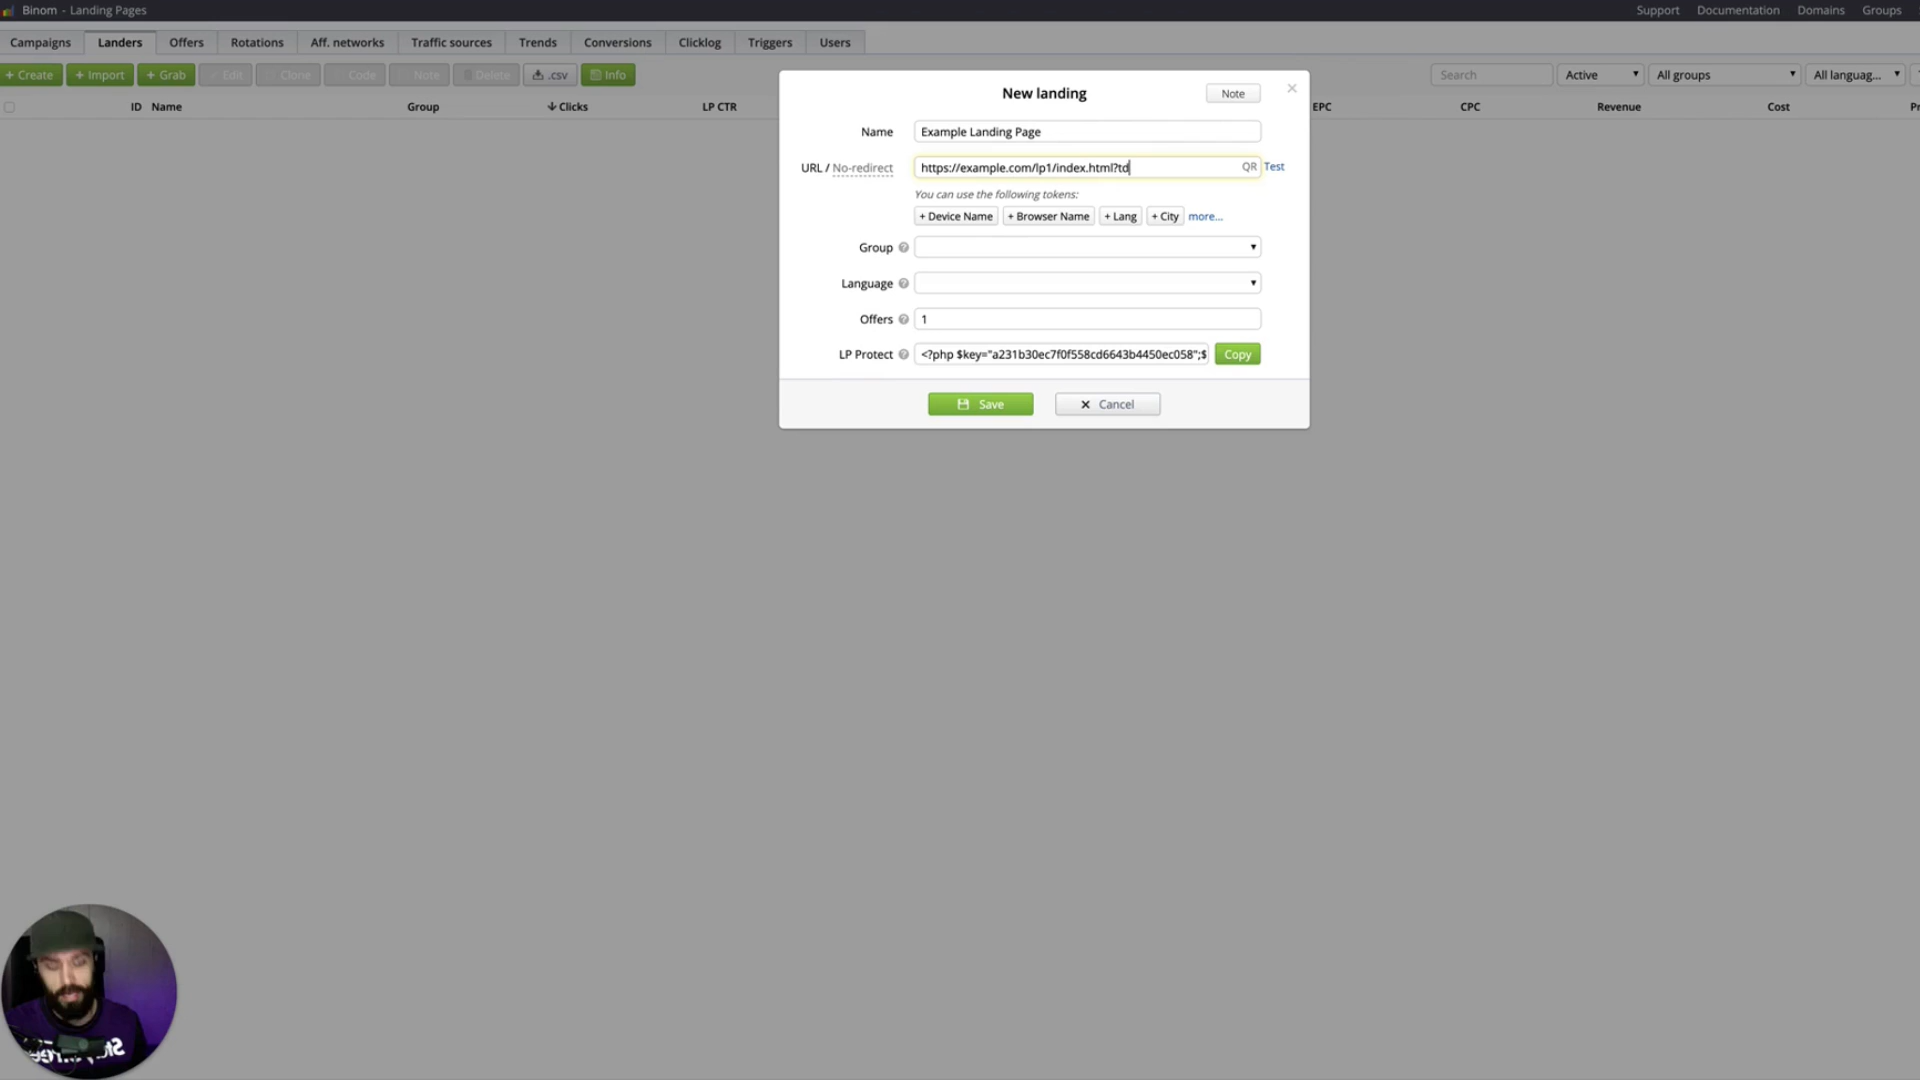 Binom - Landing Pages
Support Documentation Domains Groups
Campaigns Landers Offers Rotations Aff. networks Traffic sources Trends Conversions Clicklog Triggers Users
+ Create + Import + Grab Edit Clone Code Note Delete .csv Info Search Active All groups All languag...
ID Name Group Clicks LP CTR EPC CPC Revenue Cost
New landing Note
Name Example Landing Page
URL / No-redirect https://example.com/lp1/index.html?td QR Test
You can use the following tokens:
+ Device Name + Browser Name + Lang + City more...
Group
Language
Offers 1
LP Protect <?php $key="a231b30ec7f0f558cd6643b4450ec058";$ Copy
Save Cancel